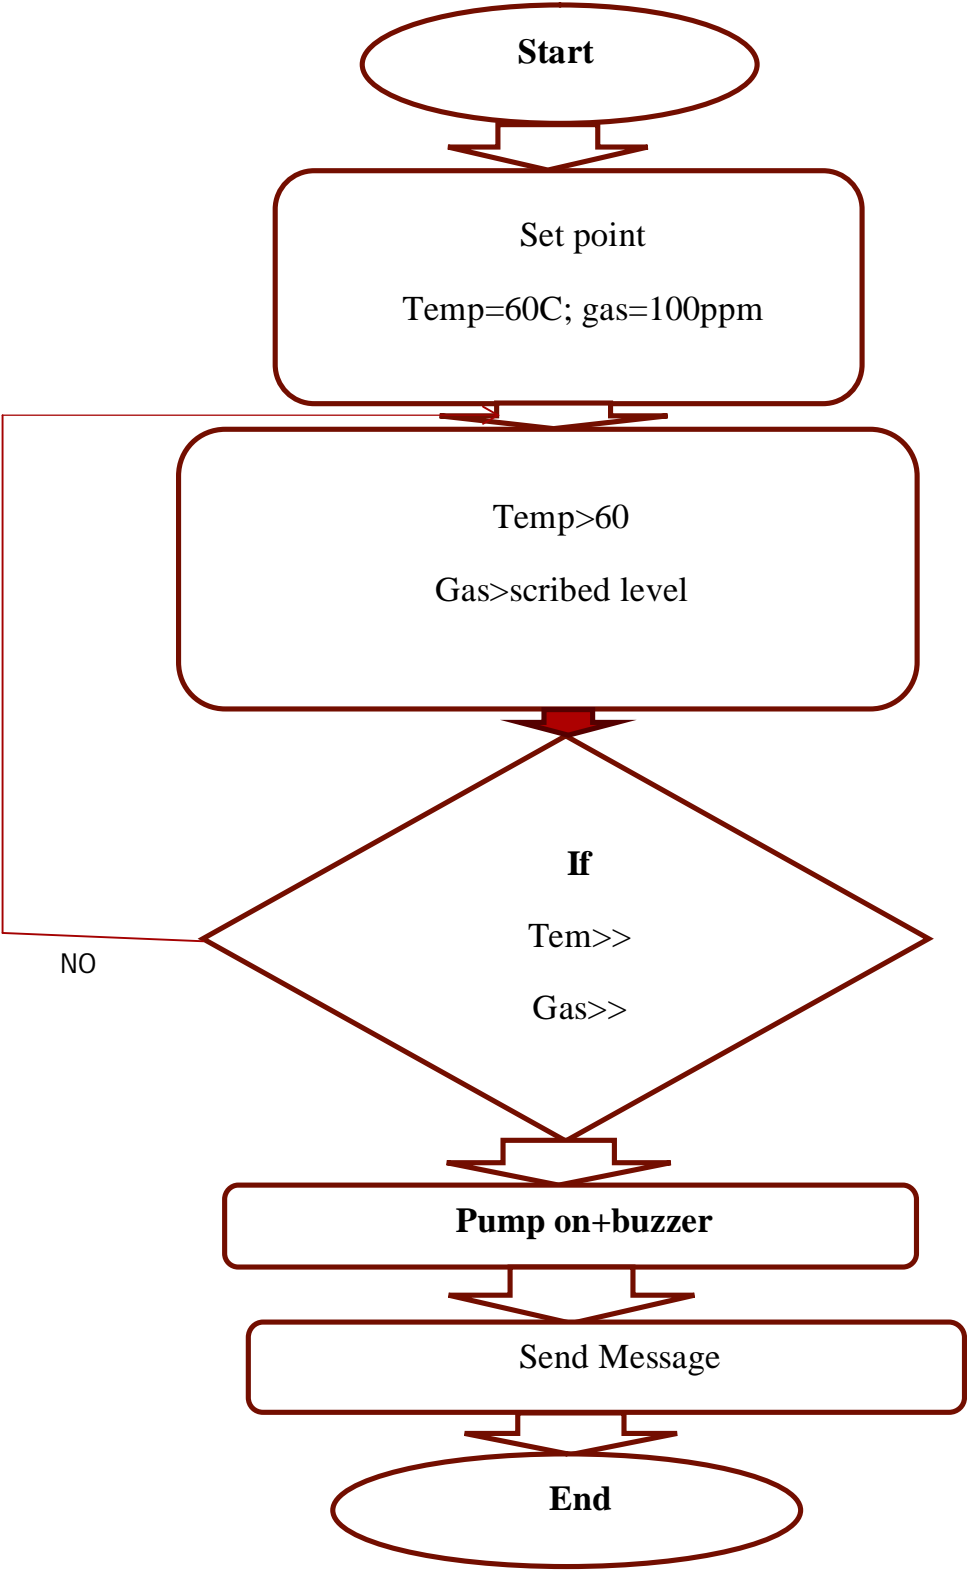 Start
Set point
Temp=60C; gas=100ppm
Temp>60
Gas>scribed level
If
Tem>>
Gas>>
NO
Pump on+buzzer
Send Message
End